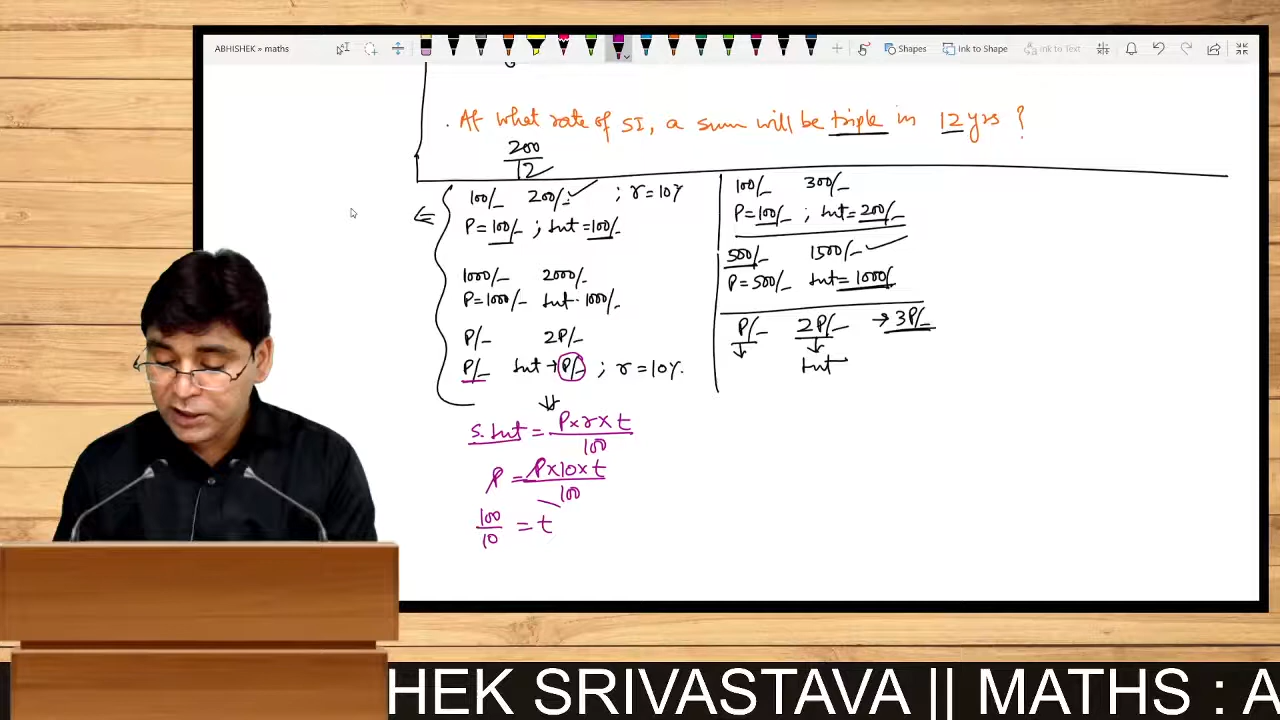 ABHISHEK » maths
Shapes
Ink to Shape
Ink to Text
At what rate of SI, a sum will be triple in 12 yrs ?
200
12
100/- 200/- ; r=10%
P=100/- ; Int=100/-
1000/- 2000/-
P=1000/- Int. 1000/-
P/- 2P/-
P/- Int → P/- ; r=10%.
S.Int = P×r×t
100
P = P×10×t
100
100
10
= t
100/- 300/-
P=100/- ; Int=200/-
500/- 1500/-
P=500/- Int=1000/-
P/- 2P/- → 3P/-
Int
HEK SRIVASTAVA || MATHS : A